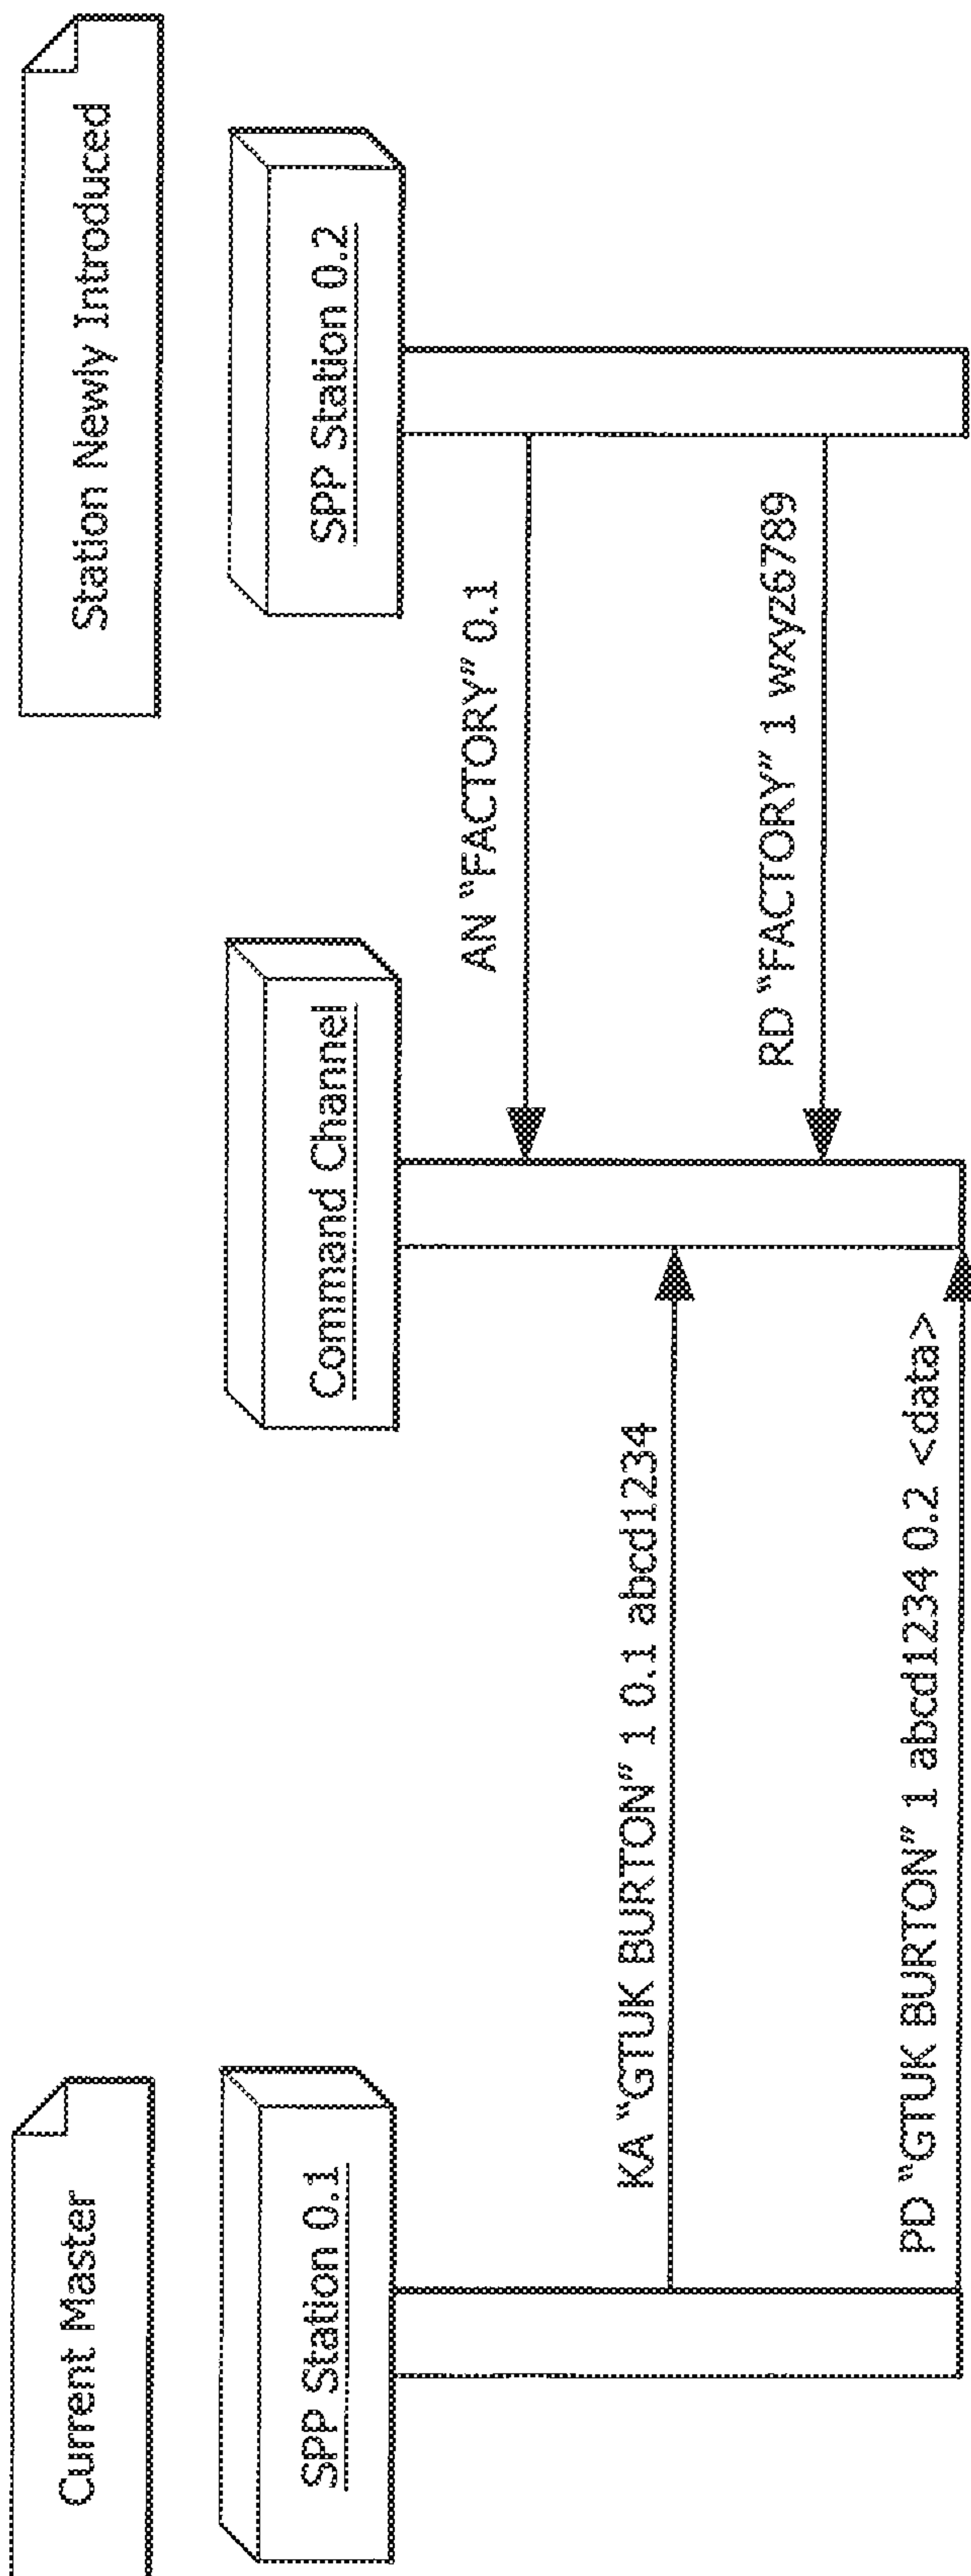 Current Master
Station Newly Introduced
SPP Station 0.1
Command Channel
SPP Station 0.2
AN “FACTORY” 0.1
KA “GTUK BURTON” 1 0.1 abcd1234
RD “FACTORY” 1 wxyz6789
PD “GTUK BURTON” 1 abcd1234 0.2 <data>